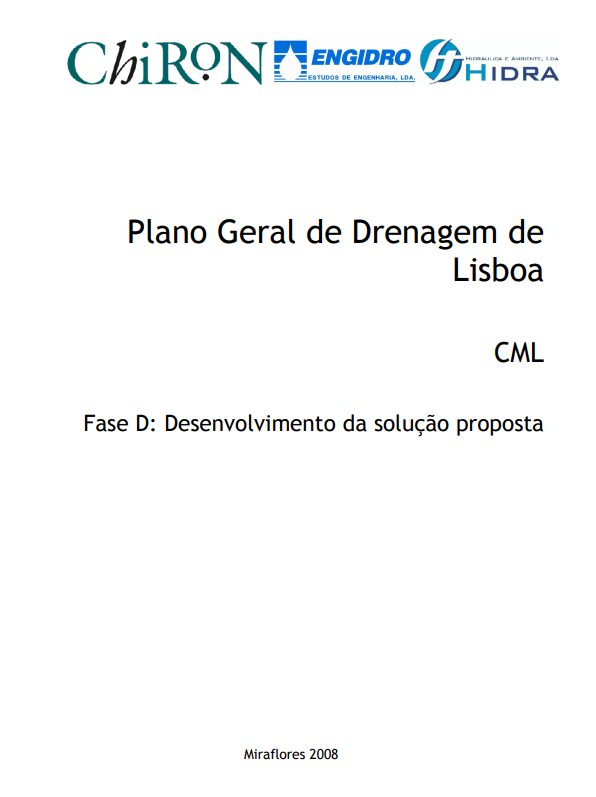 CHIRON
ENGIDRO
ESTUDOS DE ENGENHARIA, LDA.
HIDRÁULICA E AMBIENTE, LDA
HIDRA
Plano Geral de Drenagem de
Lisboa
CML
Fase D: Desenvolvimento da solução proposta
Miraflores 2008